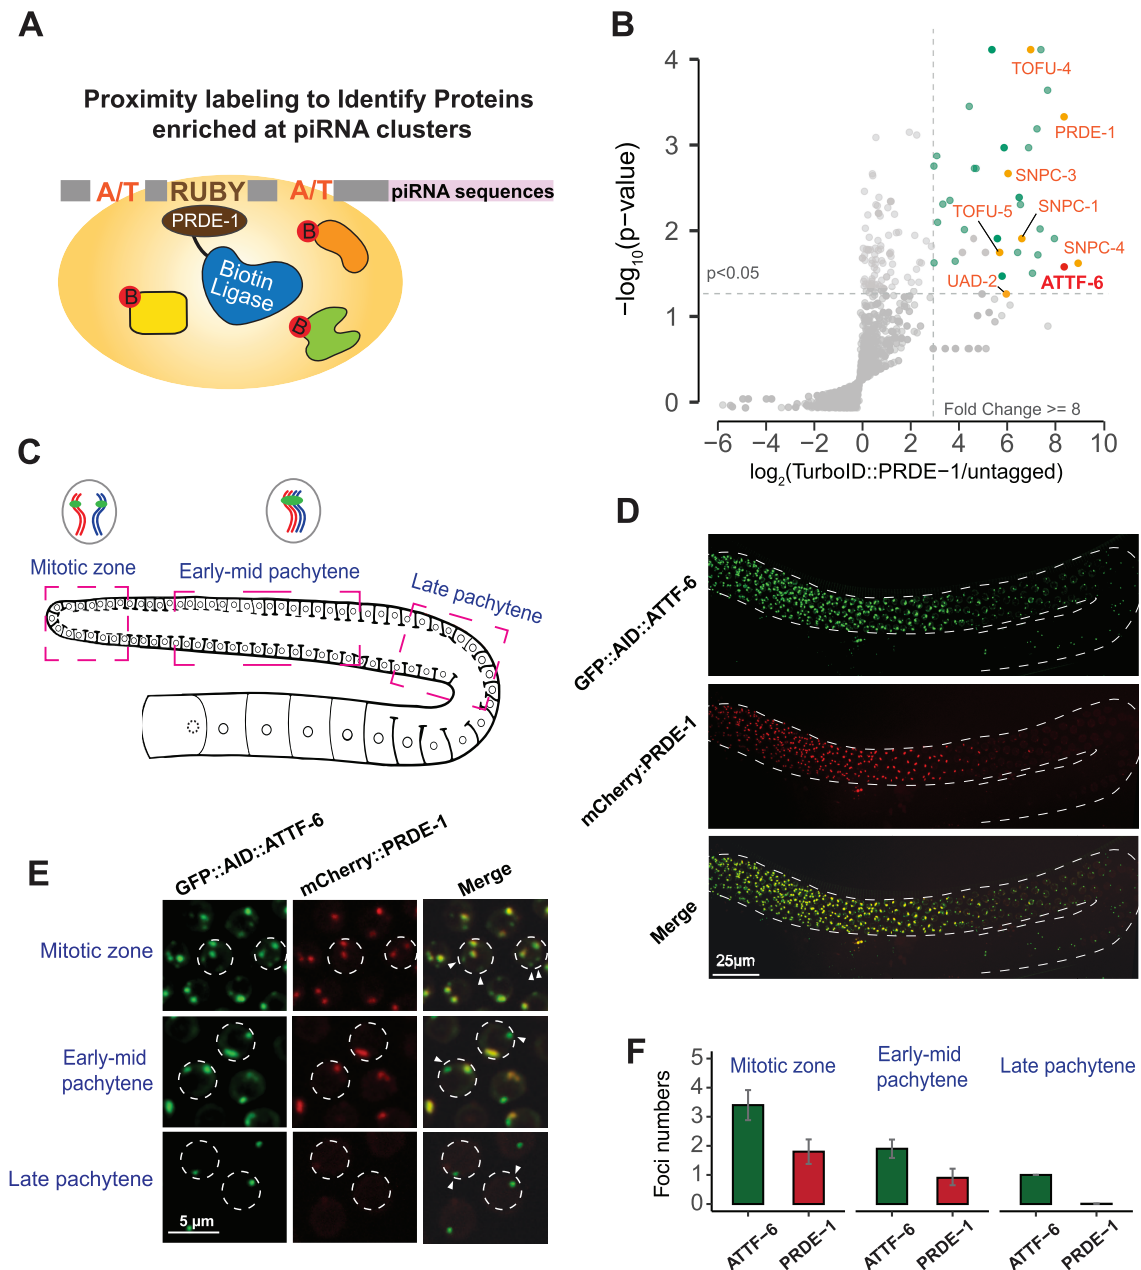 A
Proximity labeling to Identify Proteins
enriched at piRNA clusters
A/T RUBY A/T piRNA sequences
PRDE-1
B
Biotin
Ligase
B
B
B
4
3
2
1
0
−log10(p−value)
TOFU-4
PRDE-1
SNPC-3
TOFU-5
SNPC-1
SNPC-4
UAD-2
ATTF-6
p<0.05
Fold Change >= 8
−6 −4 −2 0 2 4 6 8 10
log2(TurboID::PRDE−1/untagged)
C
Mitotic zone
Early-mid pachytene
Late pachytene
D
GFP::AID::ATTF-6
mCherry:PRDE-1
Merge
25µm
E
GFP::AID::ATTF-6
mCherry::PRDE-1
Merge
Mitotic zone
Early-mid
pachytene
Late pachytene
5 µm
F
5
4
3
2
1
0
Foci numbers
Mitotic zone
Early-mid
pachytene
Late pachytene
ATTF−6
PRDE−1
ATTF−6
PRDE−1
ATTF−6
PRDE−1